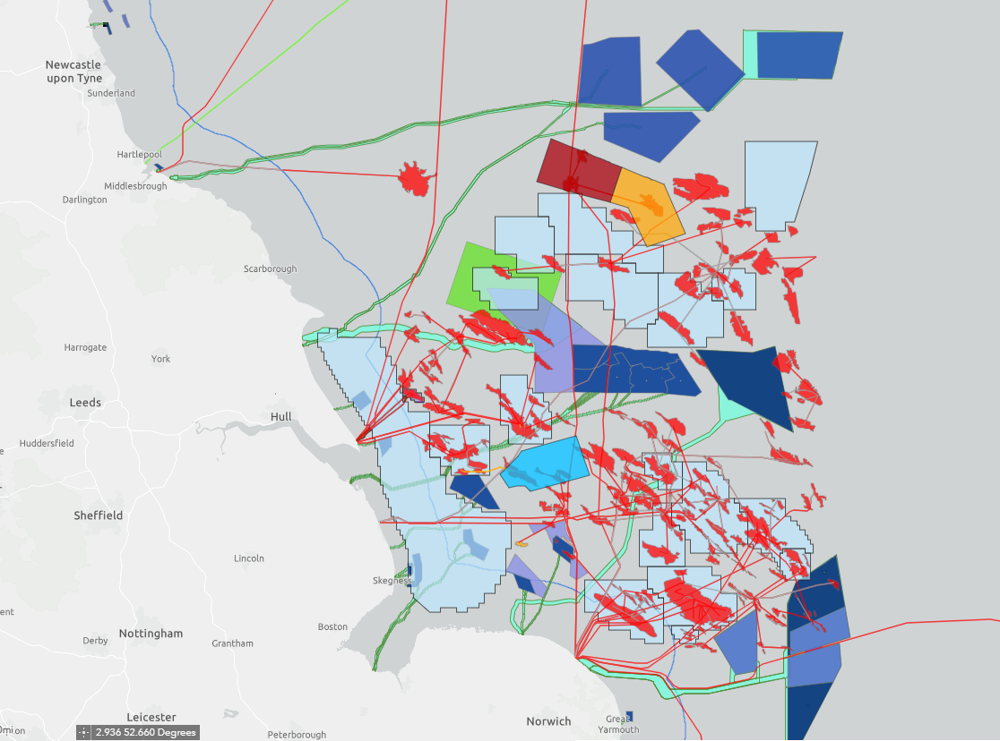 Newcastle
upon Tyne
Sunderland
Hartlepool
Middlesbrough
Darlington
Scarborough
Harrogate
York
Leeds
Hull
Huddersfield
Sheffield
Lincoln
Skegness
Boston
Nottingham
Derby
Grantham
Leicester
Norwich
Great
Yarmouth
2.936 52.660 Degrees
Peterborough